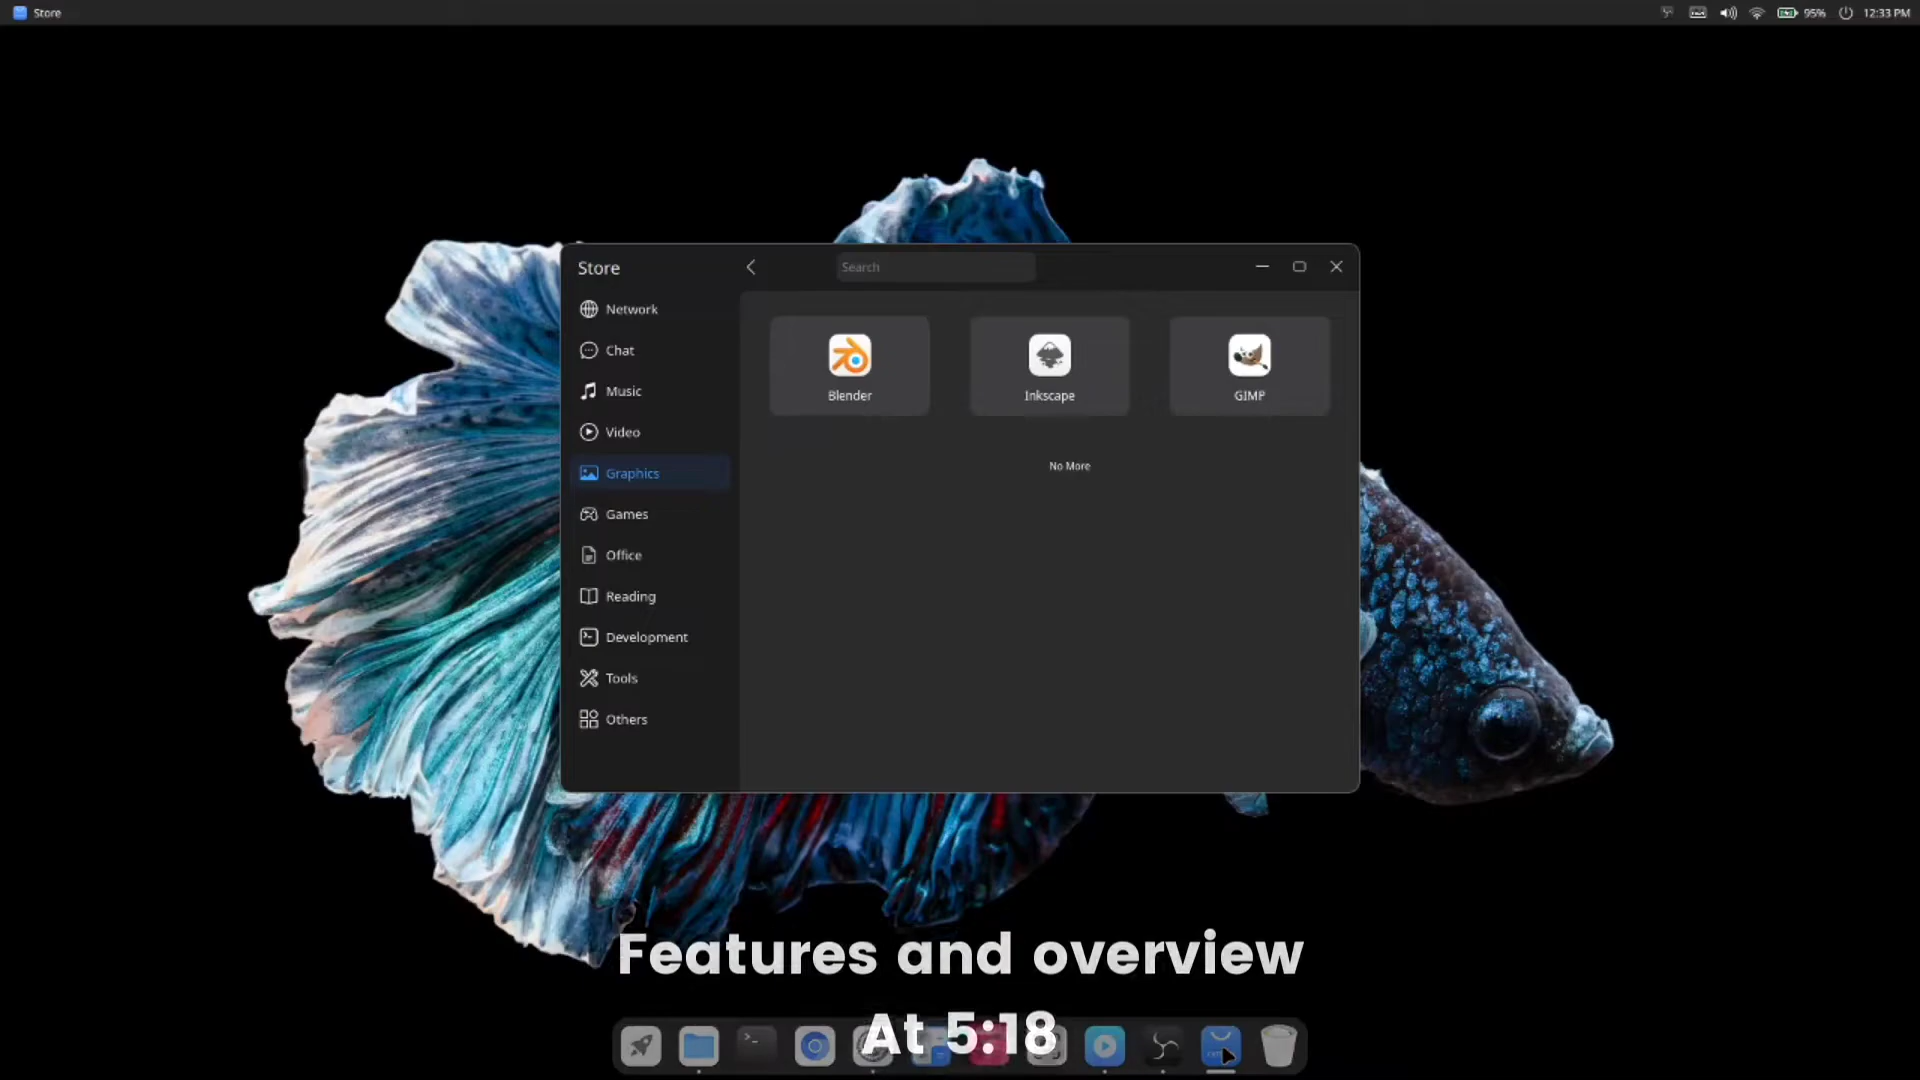 Store
95%
12:33 PM
Store
Search
Network
Chat
Music
Video
Graphics
Games
Office
Reading
Development
Tools
Others
Blender
Inkscape
GIMP
No More
Features and overview
At 5:18